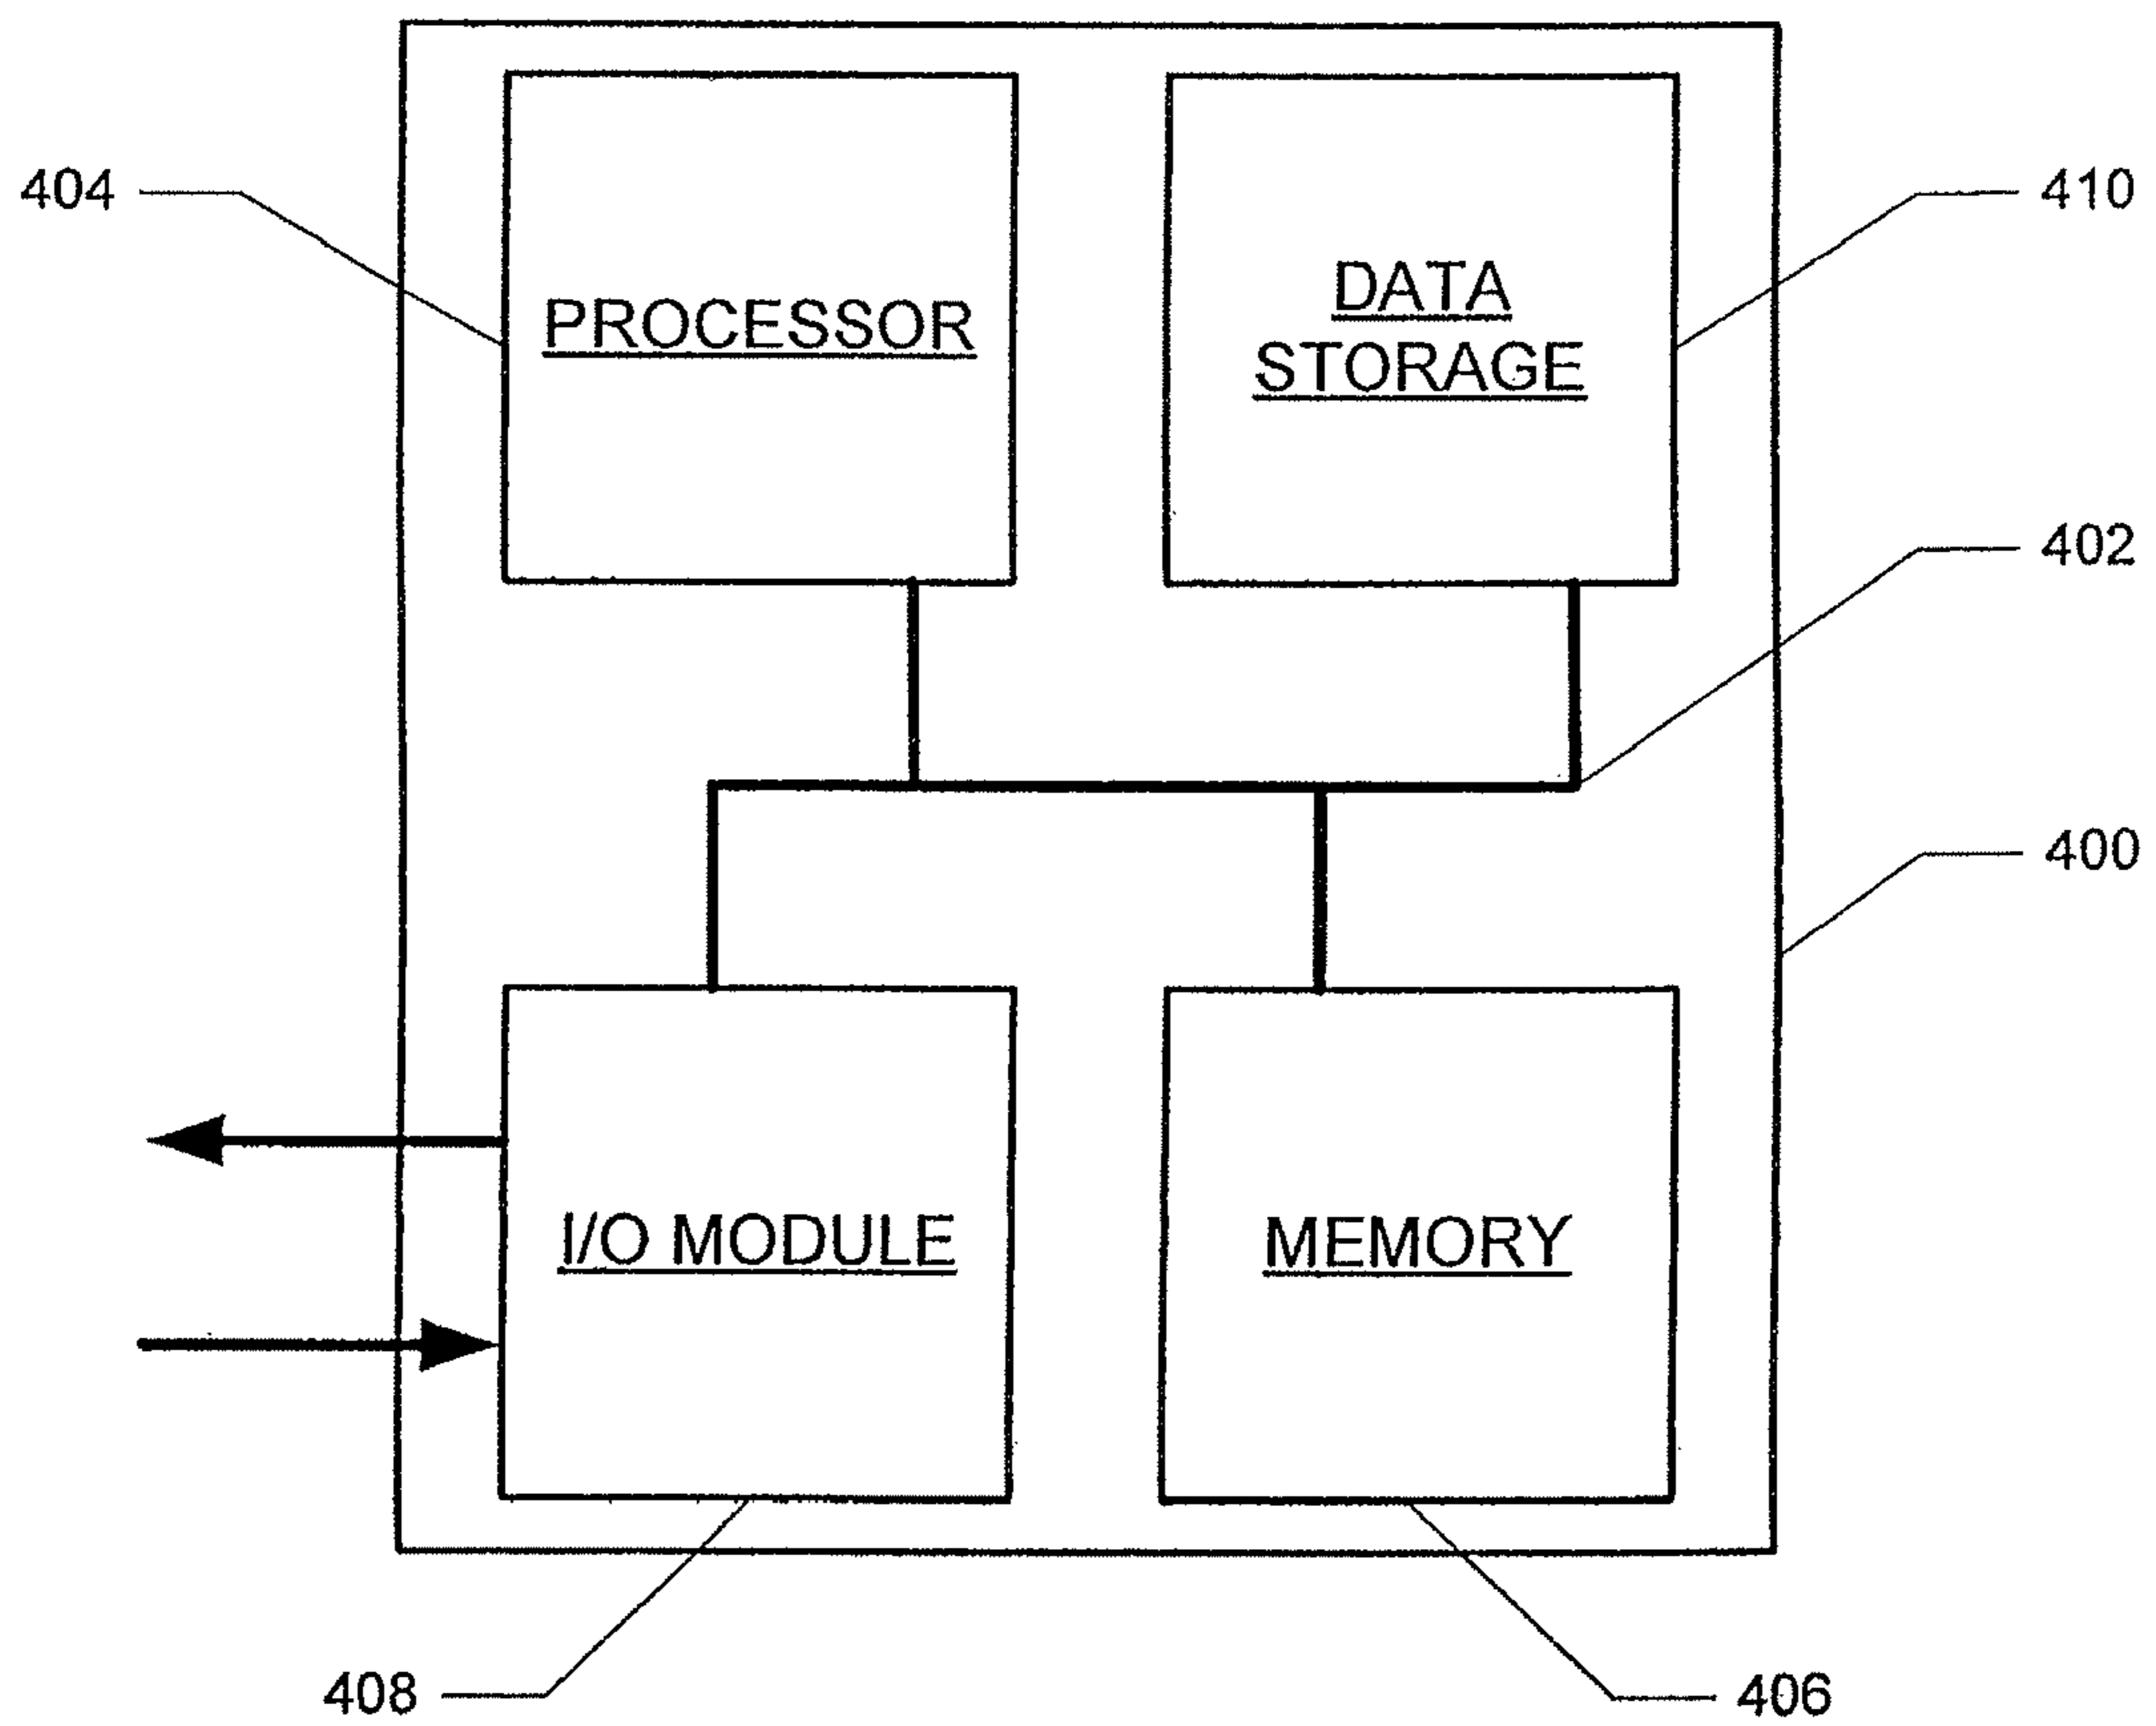 404
PROCESSOR
DATA
STORAGE
410
402
400
I/O MODULE
MEMORY
408
406